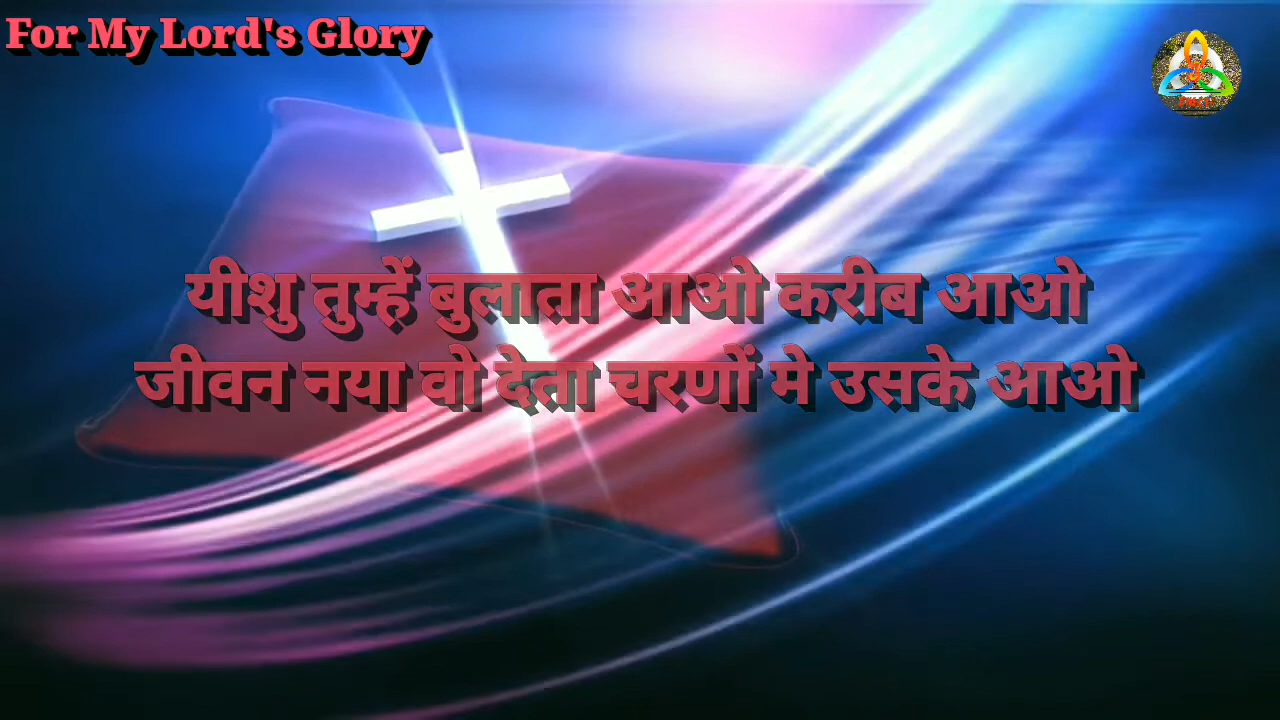 For My Lord's Glory
यीशु तुम्हें बुलाता आओ करीब आओ
जीवन नया वो देता चरणों मे उसके आओ